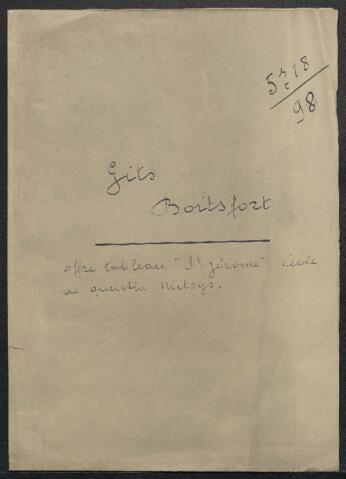 5718
98
Gits
Boitsfort
offre tableau "St Jérome" école
de Quentin Metsys.